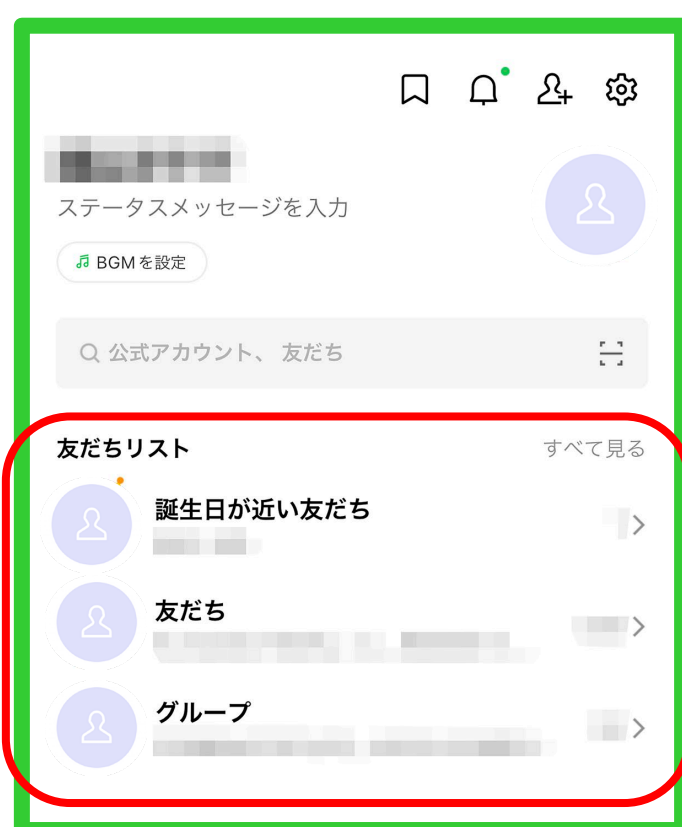 ステータスメッセージを入力
BGMを設定
公式アカウント、 友だち
友だちリスト
すべて見る
誕生日が近い友だち
友だち
グループ